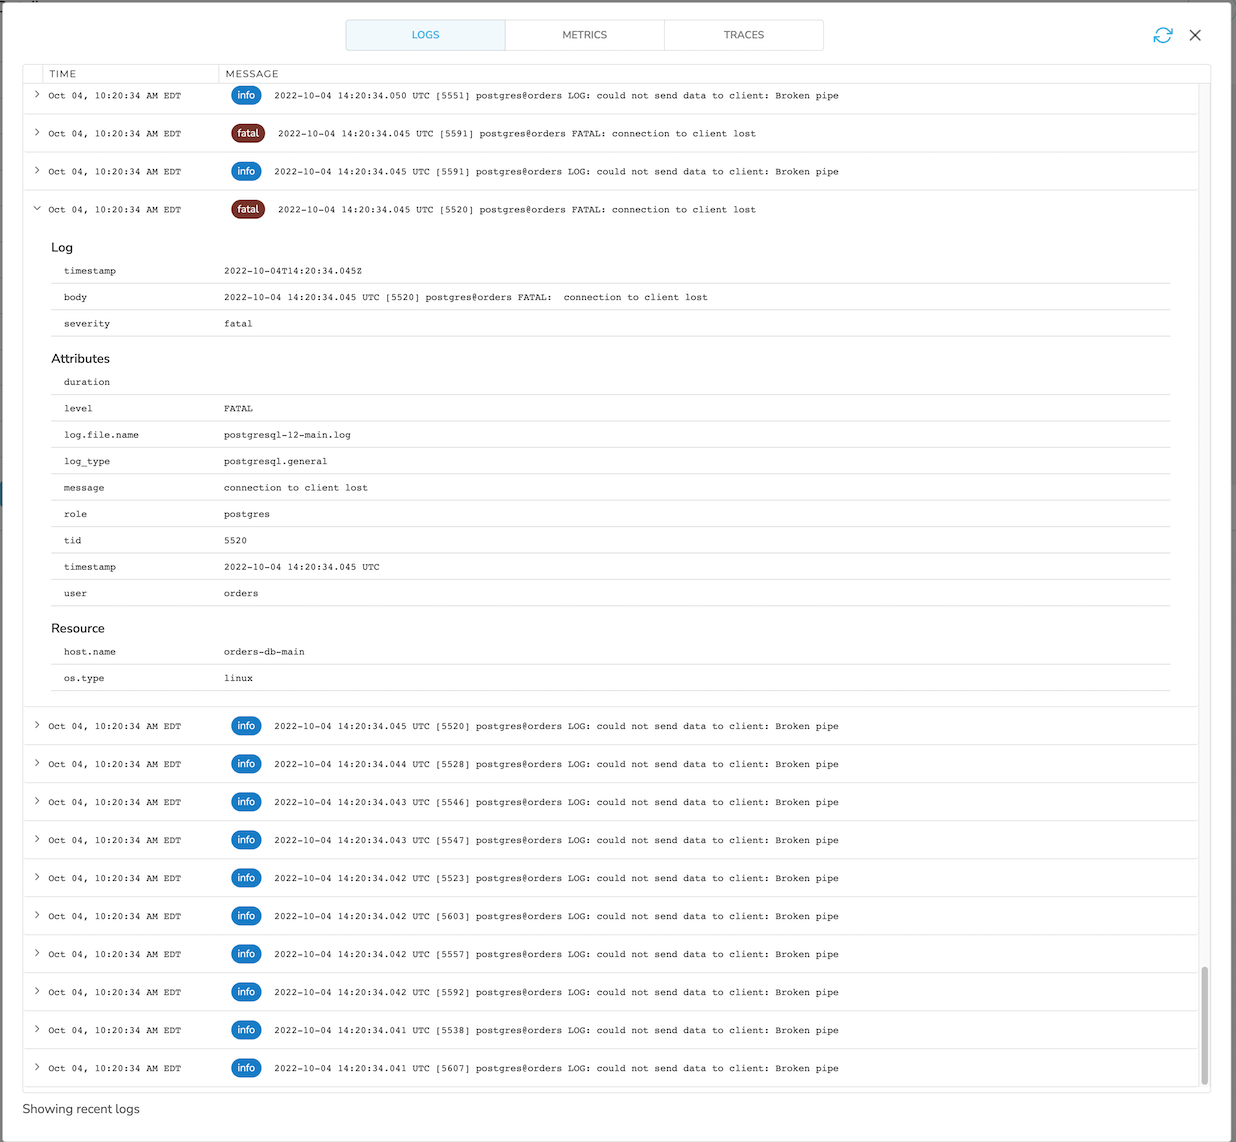 LOGS METRICS TRACES
TIME MESSAGE
Oct 04, 10:20:34 AM EDT info 2022-10-04 14:20:34.050 UTC [5551] postgres@orders LOG: could not send data to client: Broken pipe
Oct 04, 10:20:34 AM EDT fatal 2022-10-04 14:20:34.045 UTC [5591] postgres@orders FATAL: connection to client lost
Oct 04, 10:20:34 AM EDT info 2022-10-04 14:20:34.045 UTC [5591] postgres@orders LOG: could not send data to client: Broken pipe
Oct 04, 10:20:34 AM EDT fatal 2022-10-04 14:20:34.045 UTC [5520] postgres@orders FATAL: connection to client lost
Log
timestamp 2022-10-04T14:20:34.045Z
body 2022-10-04 14:20:34.045 UTC [5520] postgres@orders FATAL:  connection to client lost
severity fatal
Attributes
duration
level FATAL
log.file.name postgresql-12-main.log
log_type postgresql.general
message connection to client lost
role postgres
tid 5520
timestamp 2022-10-04 14:20:34.045 UTC
user orders
Resource
host.name orders-db-main
os.type linux
Oct 04, 10:20:34 AM EDT info 2022-10-04 14:20:34.045 UTC [5520] postgres@orders LOG: could not send data to client: Broken pipe
Oct 04, 10:20:34 AM EDT info 2022-10-04 14:20:34.044 UTC [5528] postgres@orders LOG: could not send data to client: Broken pipe
Oct 04, 10:20:34 AM EDT info 2022-10-04 14:20:34.043 UTC [5546] postgres@orders LOG: could not send data to client: Broken pipe
Oct 04, 10:20:34 AM EDT info 2022-10-04 14:20:34.043 UTC [5547] postgres@orders LOG: could not send data to client: Broken pipe
Oct 04, 10:20:34 AM EDT info 2022-10-04 14:20:34.042 UTC [5523] postgres@orders LOG: could not send data to client: Broken pipe
Oct 04, 10:20:34 AM EDT info 2022-10-04 14:20:34.042 UTC [5603] postgres@orders LOG: could not send data to client: Broken pipe
Oct 04, 10:20:34 AM EDT info 2022-10-04 14:20:34.042 UTC [5557] postgres@orders LOG: could not send data to client: Broken pipe
Oct 04, 10:20:34 AM EDT info 2022-10-04 14:20:34.042 UTC [5592] postgres@orders LOG: could not send data to client: Broken pipe
Oct 04, 10:20:34 AM EDT info 2022-10-04 14:20:34.041 UTC [5538] postgres@orders LOG: could not send data to client: Broken pipe
Oct 04, 10:20:34 AM EDT info 2022-10-04 14:20:34.041 UTC [5607] postgres@orders LOG: could not send data to client: Broken pipe
Showing recent logs